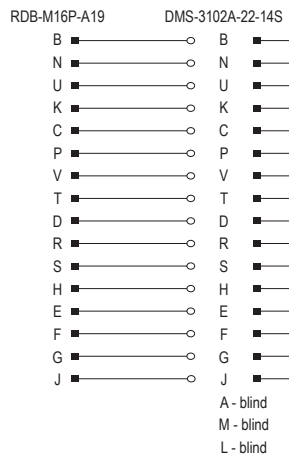 RDB-M16P-A19 DMS-3102A-22-14S
B B
N N
U U
K K
C C
P P
V V
T T
D D
R R
S S
H H
E E
F F
G G
J J
A - blind
M - blind
L - blind